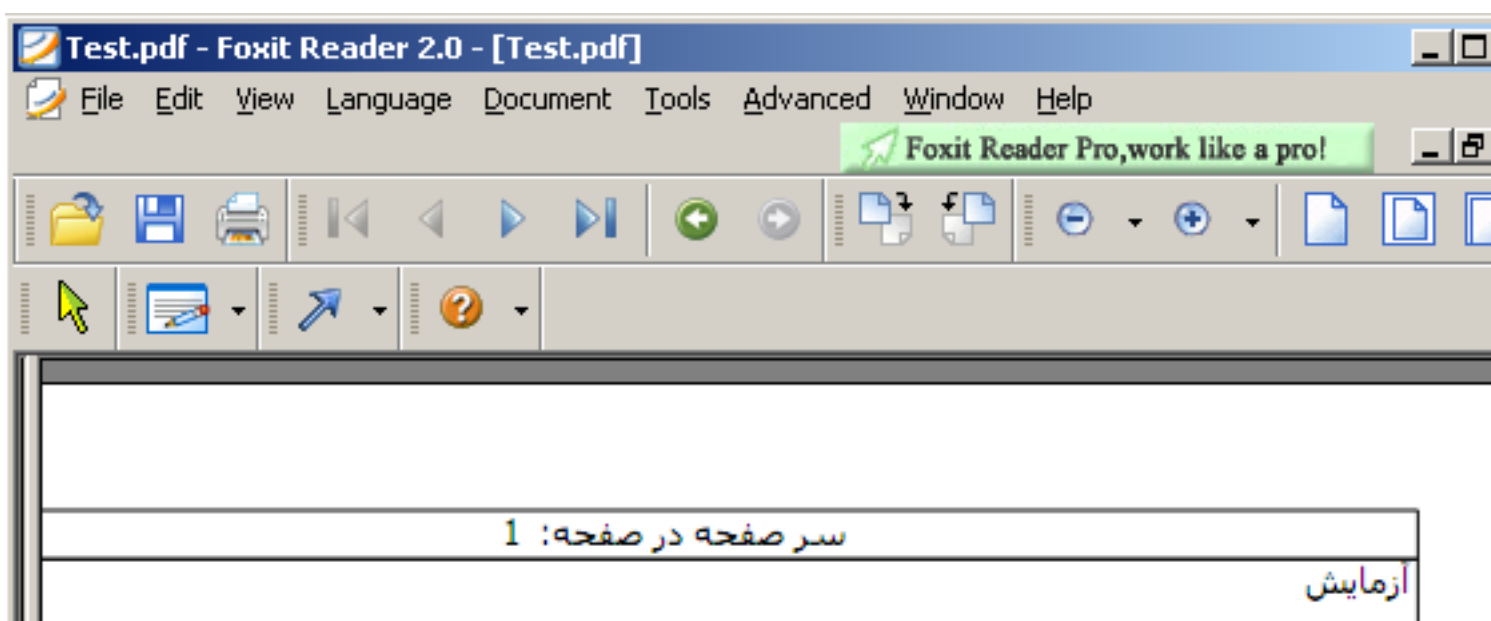 Test.pdf - Foxit Reader 2.0 - [Test.pdf]
File Edit View Language Document Tools Advanced Window Help
Foxit Reader Pro,work like a pro!
سر صفحه در صفحه: 1
آزمایش